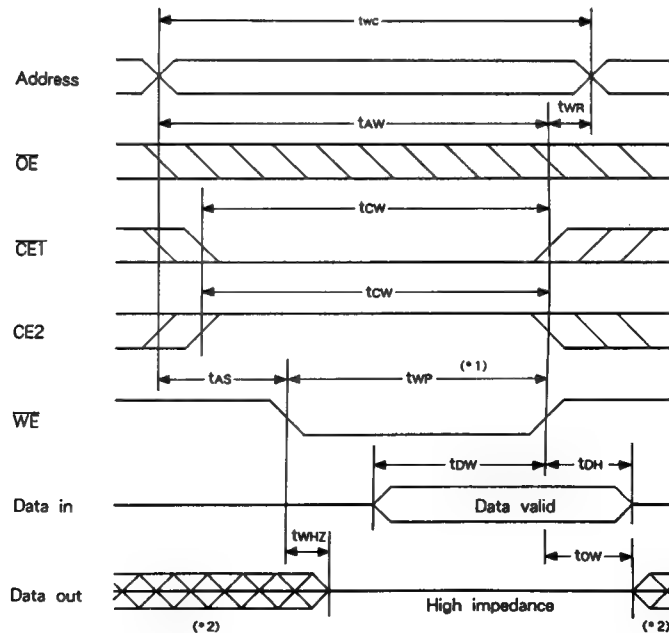 tWC
Address
tWR
tAW
OE
tCW
CE1
tCW
CE2
tAS
tWP (*1)
WE
tDW
tDH
Data in
Data valid
tWHZ
tOW
Data out
High impedance
(*2)
(*2)